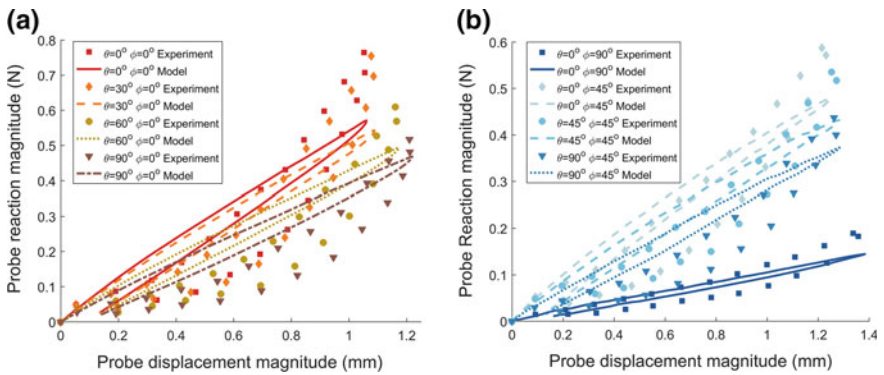 (a)
0.8
0.7
0.6
0.5
0.4
0.3
0.2
0.1
0
Probe reaction magnitude (N)
θ=0° ϕ=0° Experiment
θ=0° ϕ=0° Model
θ=30° ϕ=0° Experiment
θ=30° ϕ=0° Model
θ=60° ϕ=0° Experiment
θ=60° ϕ=0° Model
θ=90° ϕ=0° Experiment
θ=90° ϕ=0° Model
0 0.2 0.4 0.6 0.8 1 1.2
Probe displacement magnitude (mm)
(b)
0.6
0.5
0.4
0.3
0.2
0.1
0
Probe Reaction magnitude (N)
θ=0° ϕ=90° Experiment
θ=0° ϕ=90° Model
θ=0° ϕ=45° Experiment
θ=0° ϕ=45° Model
θ=45° ϕ=45° Experiment
θ=45° ϕ=45° Model
θ=90° ϕ=45° Experiment
θ=90° ϕ=45° Model
0 0.2 0.4 0.6 0.8 1 1.2 1.4
Probe displacement magnitude (mm)